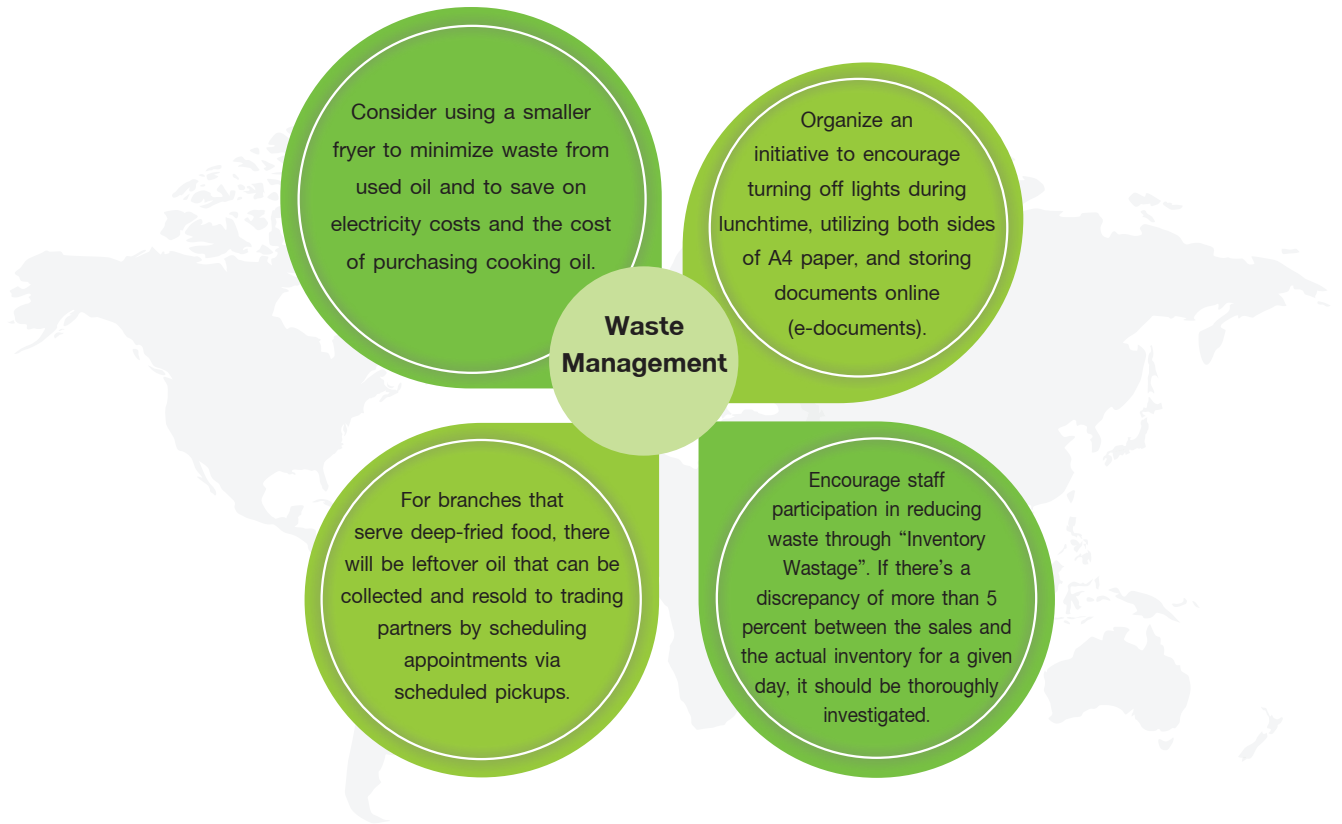 Consider using a smaller
fryer to minimize waste from
used oil and to save on
electricity costs and the cost
of purchasing cooking oil.
Organize an
initiative to encourage
turning off lights during
lunchtime, utilizing both sides
of A4 paper, and storing
documents online
(e-documents).
Waste
Management
For branches that
serve deep-fried food, there
will be leftover oil that can be
collected and resold to trading
partners by scheduling
appointments via
scheduled pickups.
Encourage staff
participation in reducing
waste through “Inventory
Wastage”. If there’s a
discrepancy of more than 5
percent between the sales and
the actual inventory for a given
day, it should be thoroughly
investigated.